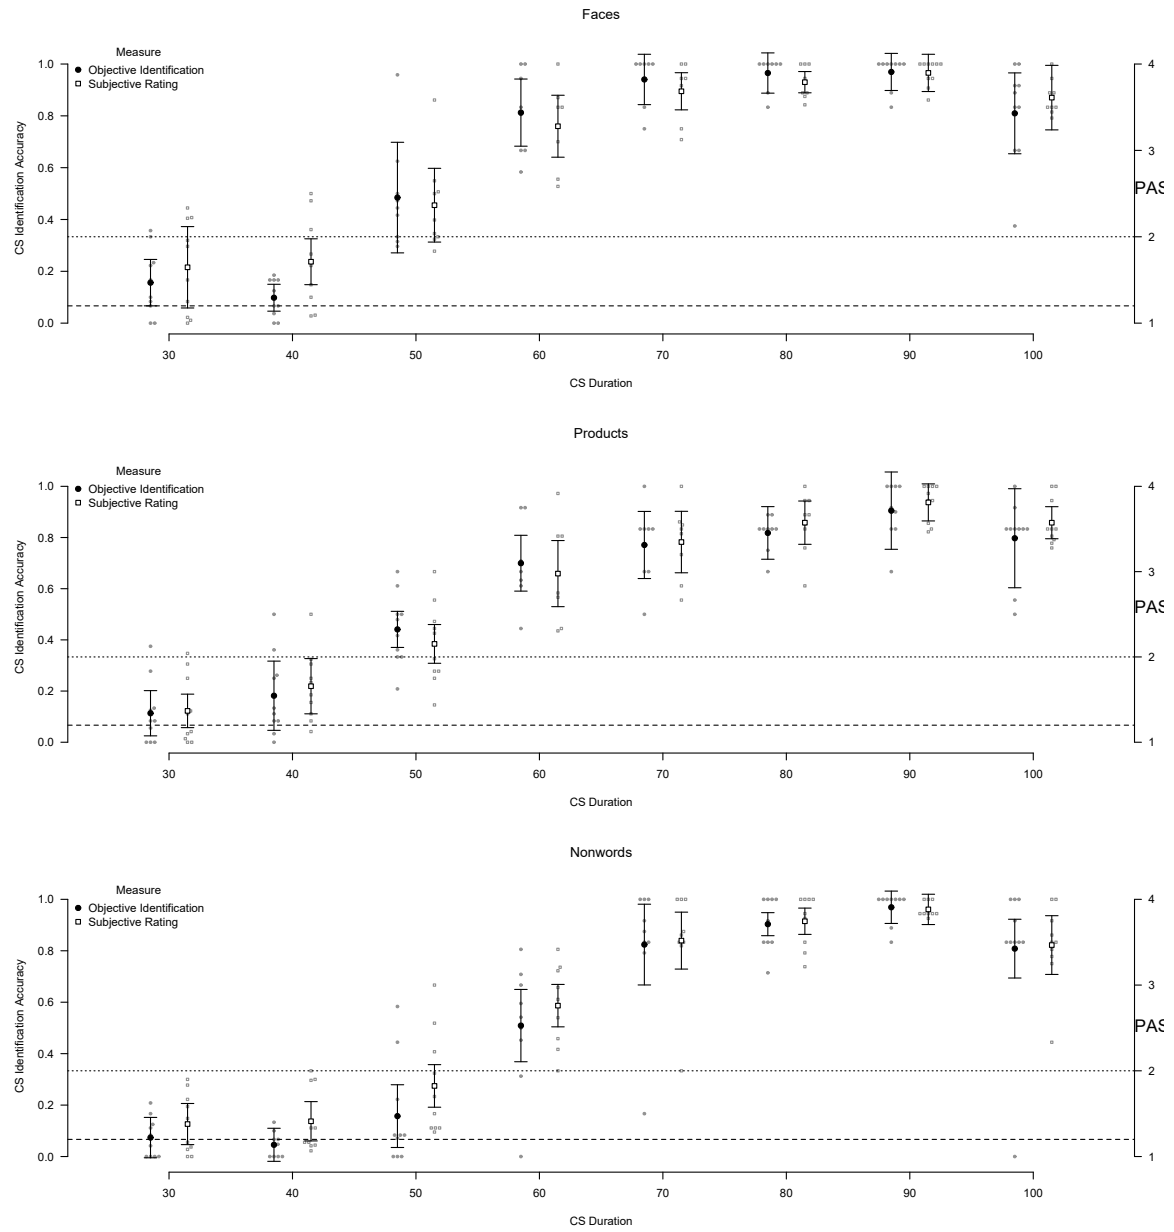 Faces
Measure
Objective Identification
Subjective Rating
CS Identification Accuracy
1.0
0.8
0.6
0.4
0.2
0.0
4
3
2
1
PAS
30 40 50 60 70 80 90 100
CS Duration
Products
Measure
Objective Identification
Subjective Rating
CS Identification Accuracy
1.0
0.8
0.6
0.4
0.2
0.0
4
3
2
1
PAS
30 40 50 60 70 80 90 100
CS Duration
Nonwords
Measure
Objective Identification
Subjective Rating
CS Identification Accuracy
1.0
0.8
0.6
0.4
0.2
0.0
4
3
2
1
PAS
30 40 50 60 70 80 90 100
CS Duration